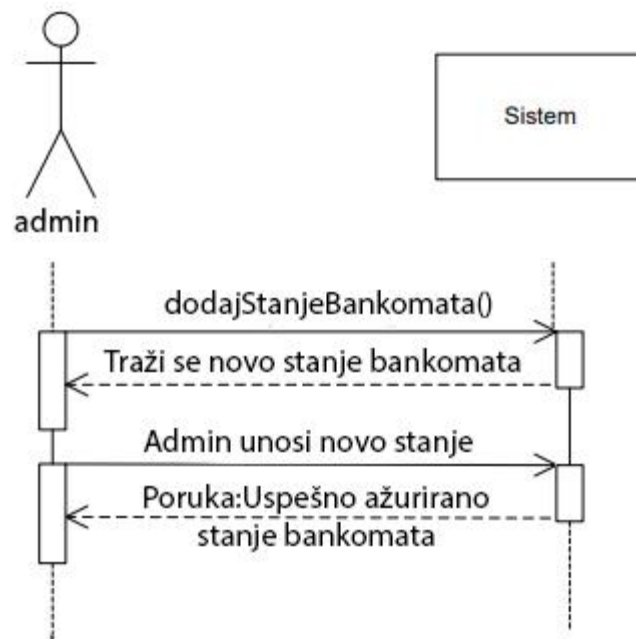 Sistem
admin
dodajStanjeBankomata()
Traži se novo stanje bankomata
Admin unosi novo stanje
Poruka:Uspešno ažurirano
stanje bankomata